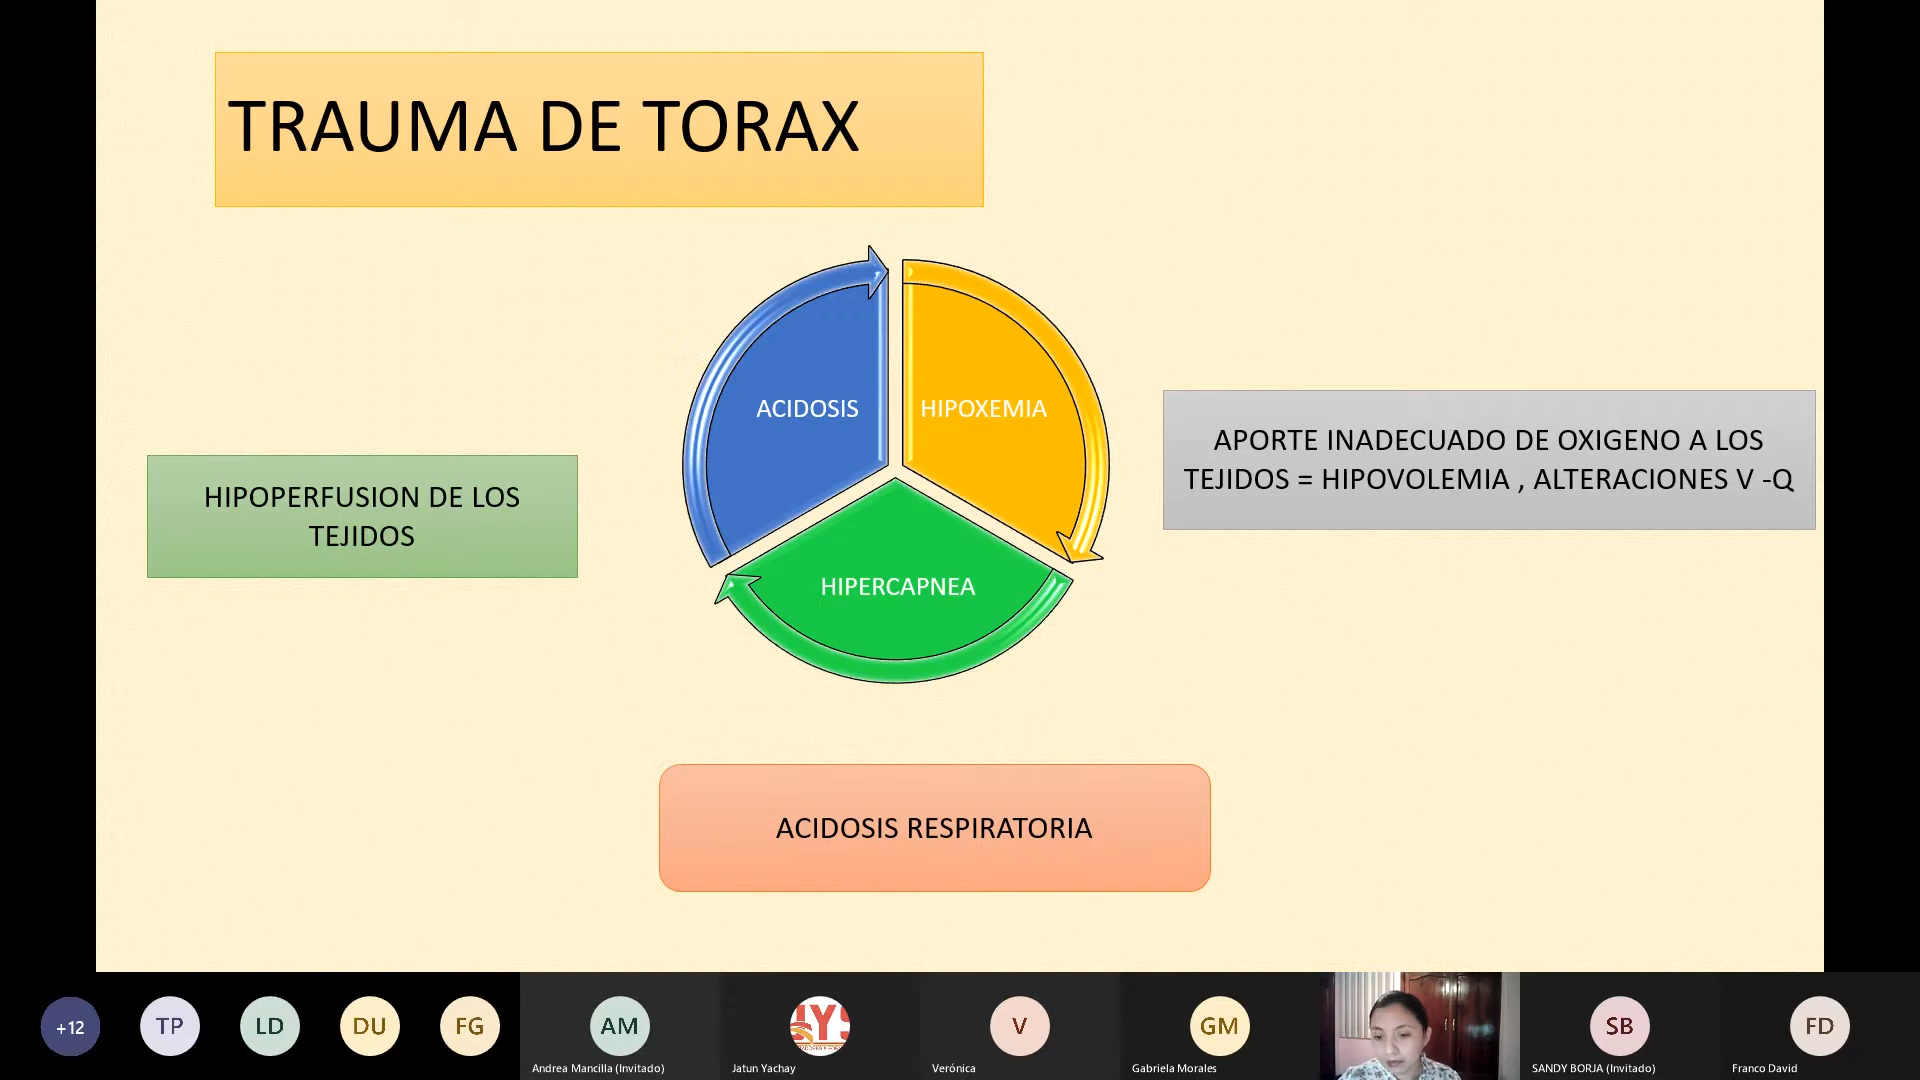 TRAUMA DE TORAX
ACIDOSIS
HIPOXEMIA
APORTE INADECUADO DE OXIGENO A LOS
TEJIDOS = HIPOVOLEMIA , ALTERACIONES V -Q
HIPOPERFUSION DE LOS
TEJIDOS
HIPERCAPNEA
ACIDOSIS RESPIRATORIA
+12
TP
LD
DU
FG
AM
V
GM
SB
FD
Andrea Mancilla (Invitado)
Jatun Yachay
Verónica
Gabriela Morales
SANDY BORJA (Invitado)
Franco David